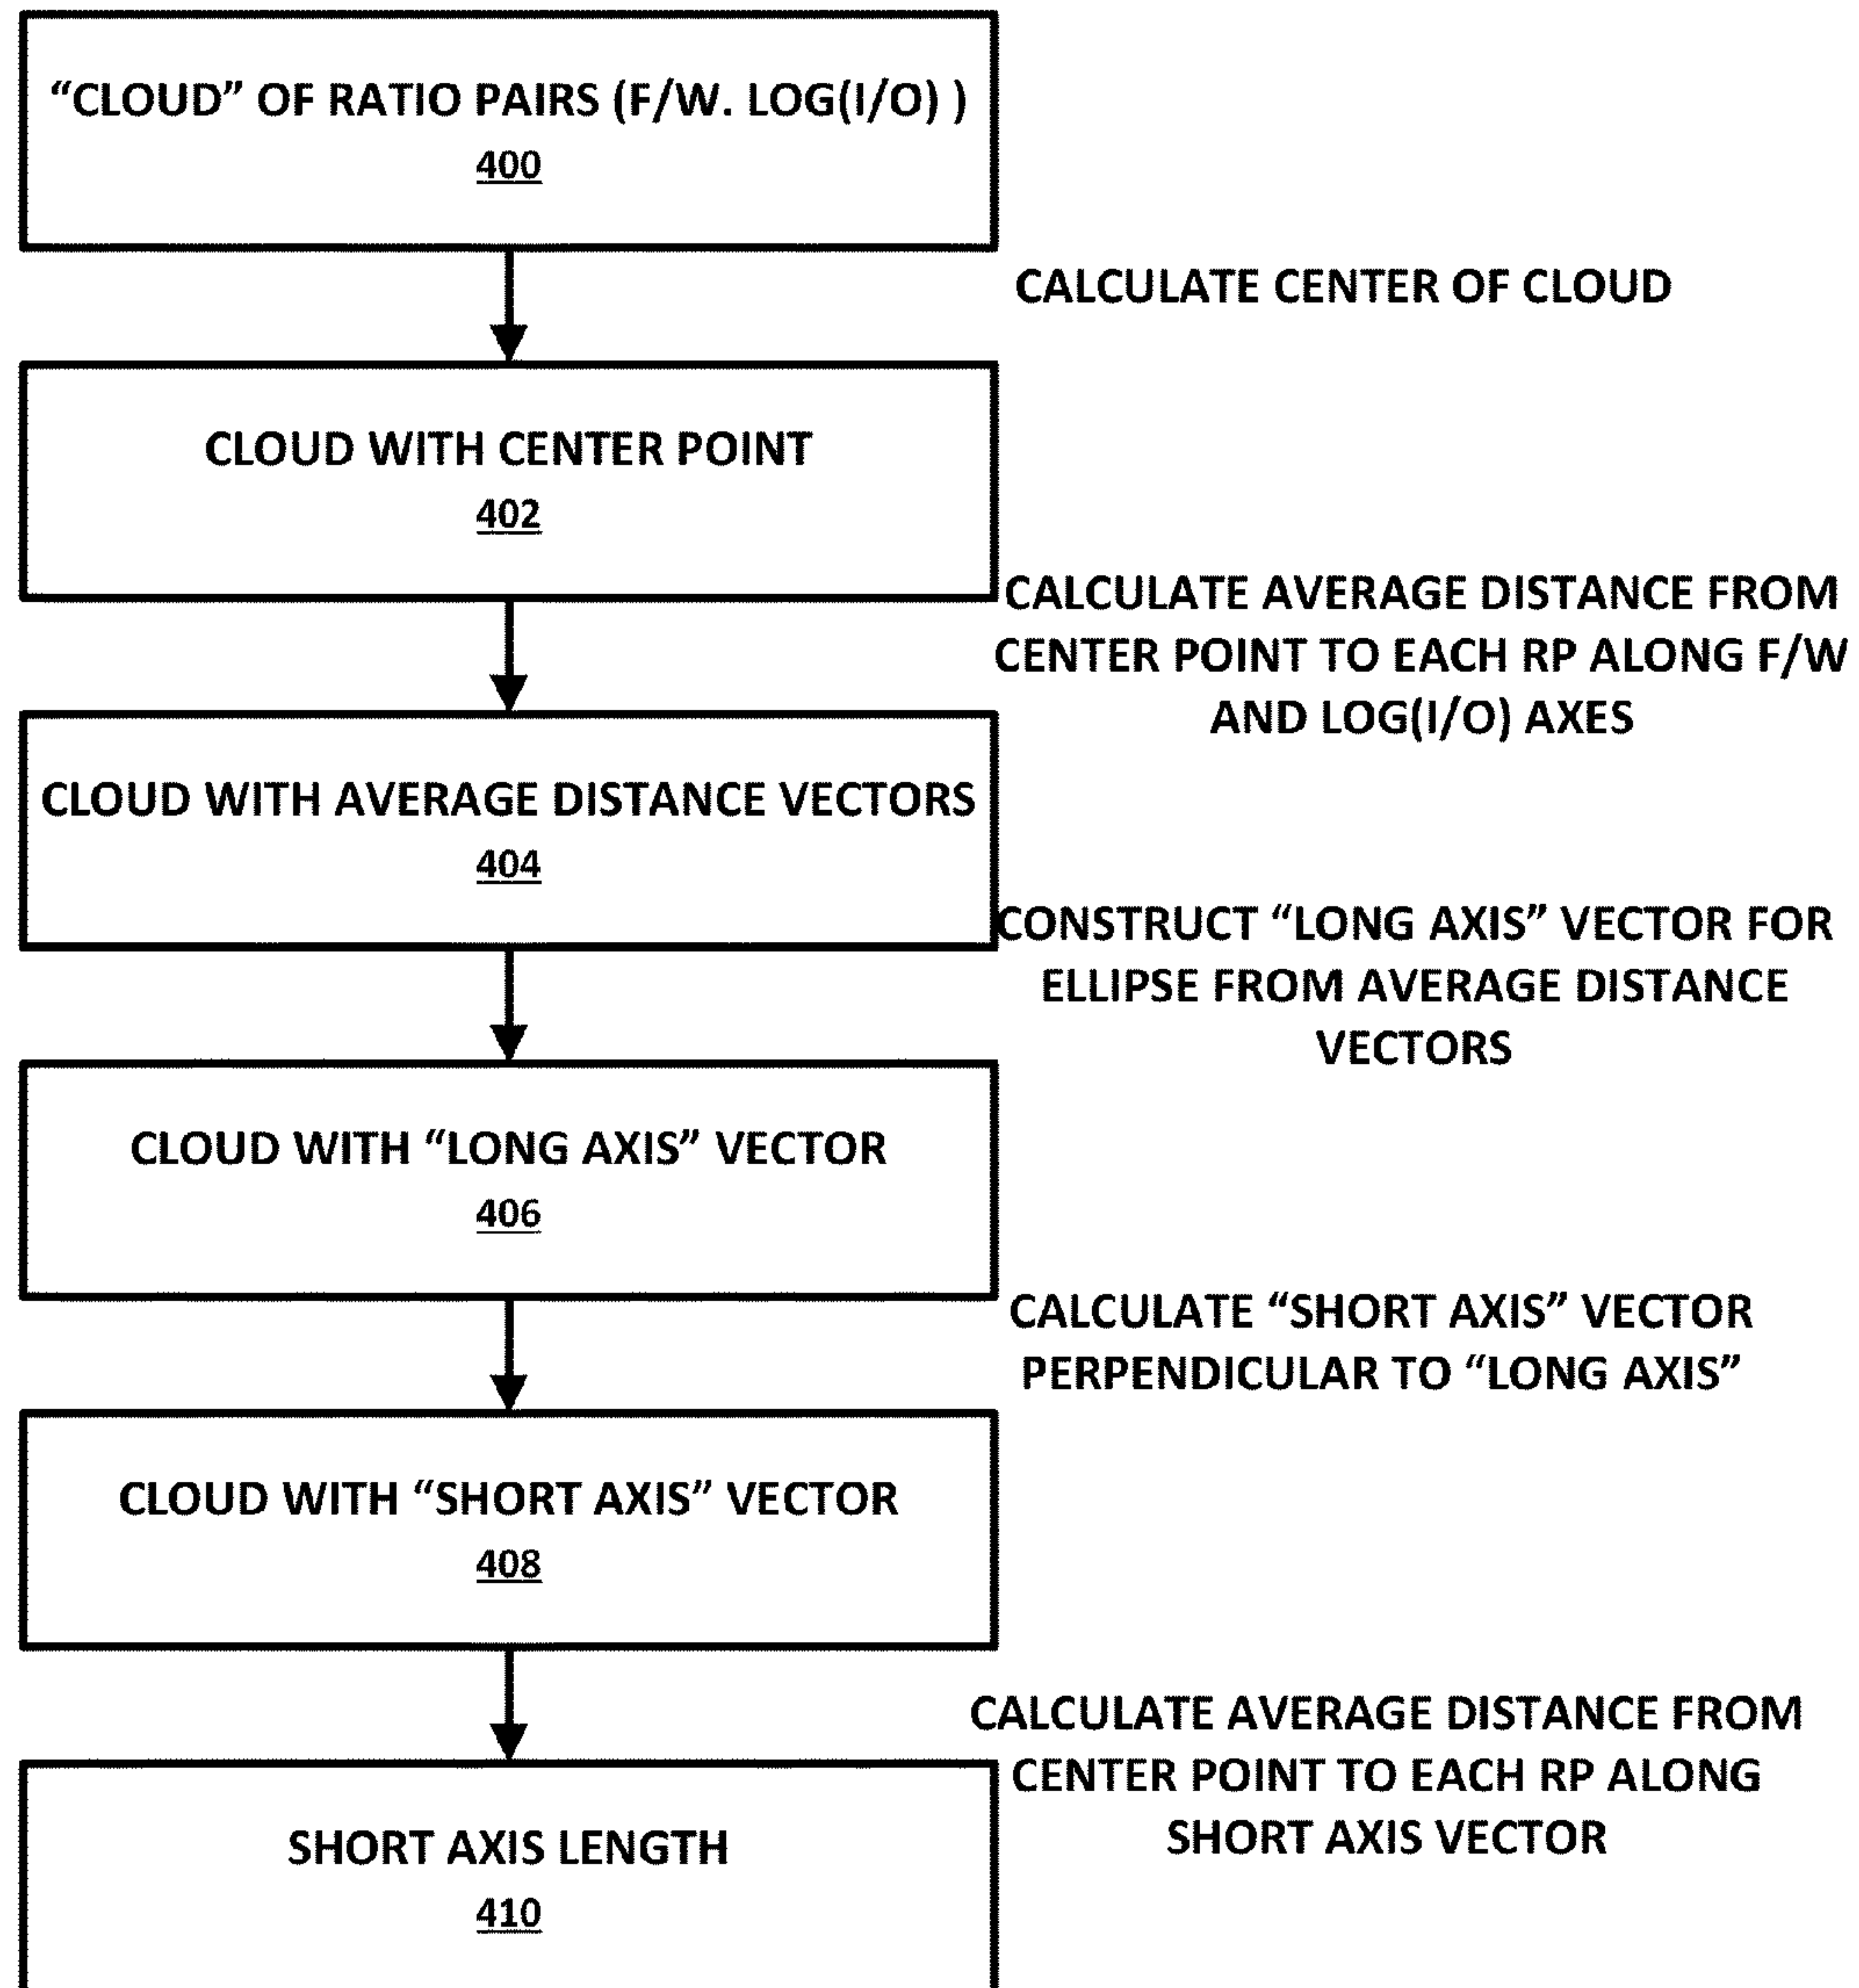 “CLOUD” OF RATIO PAIRS (F/W. LOG(I/O) )
400
CALCULATE CENTER OF CLOUD
CLOUD WITH CENTER POINT
402
CALCULATE AVERAGE DISTANCE FROM
CENTER POINT TO EACH RP ALONG F/W
AND LOG(I/O) AXES
CLOUD WITH AVERAGE DISTANCE VECTORS
404
CONSTRUCT “LONG AXIS” VECTOR FOR
ELLIPSE FROM AVERAGE DISTANCE
VECTORS
CLOUD WITH “LONG AXIS” VECTOR
406
CALCULATE “SHORT AXIS” VECTOR
PERPENDICULAR TO “LONG AXIS”
CLOUD WITH “SHORT AXIS” VECTOR
408
CALCULATE AVERAGE DISTANCE FROM
CENTER POINT TO EACH RP ALONG
SHORT AXIS VECTOR
SHORT AXIS LENGTH
410